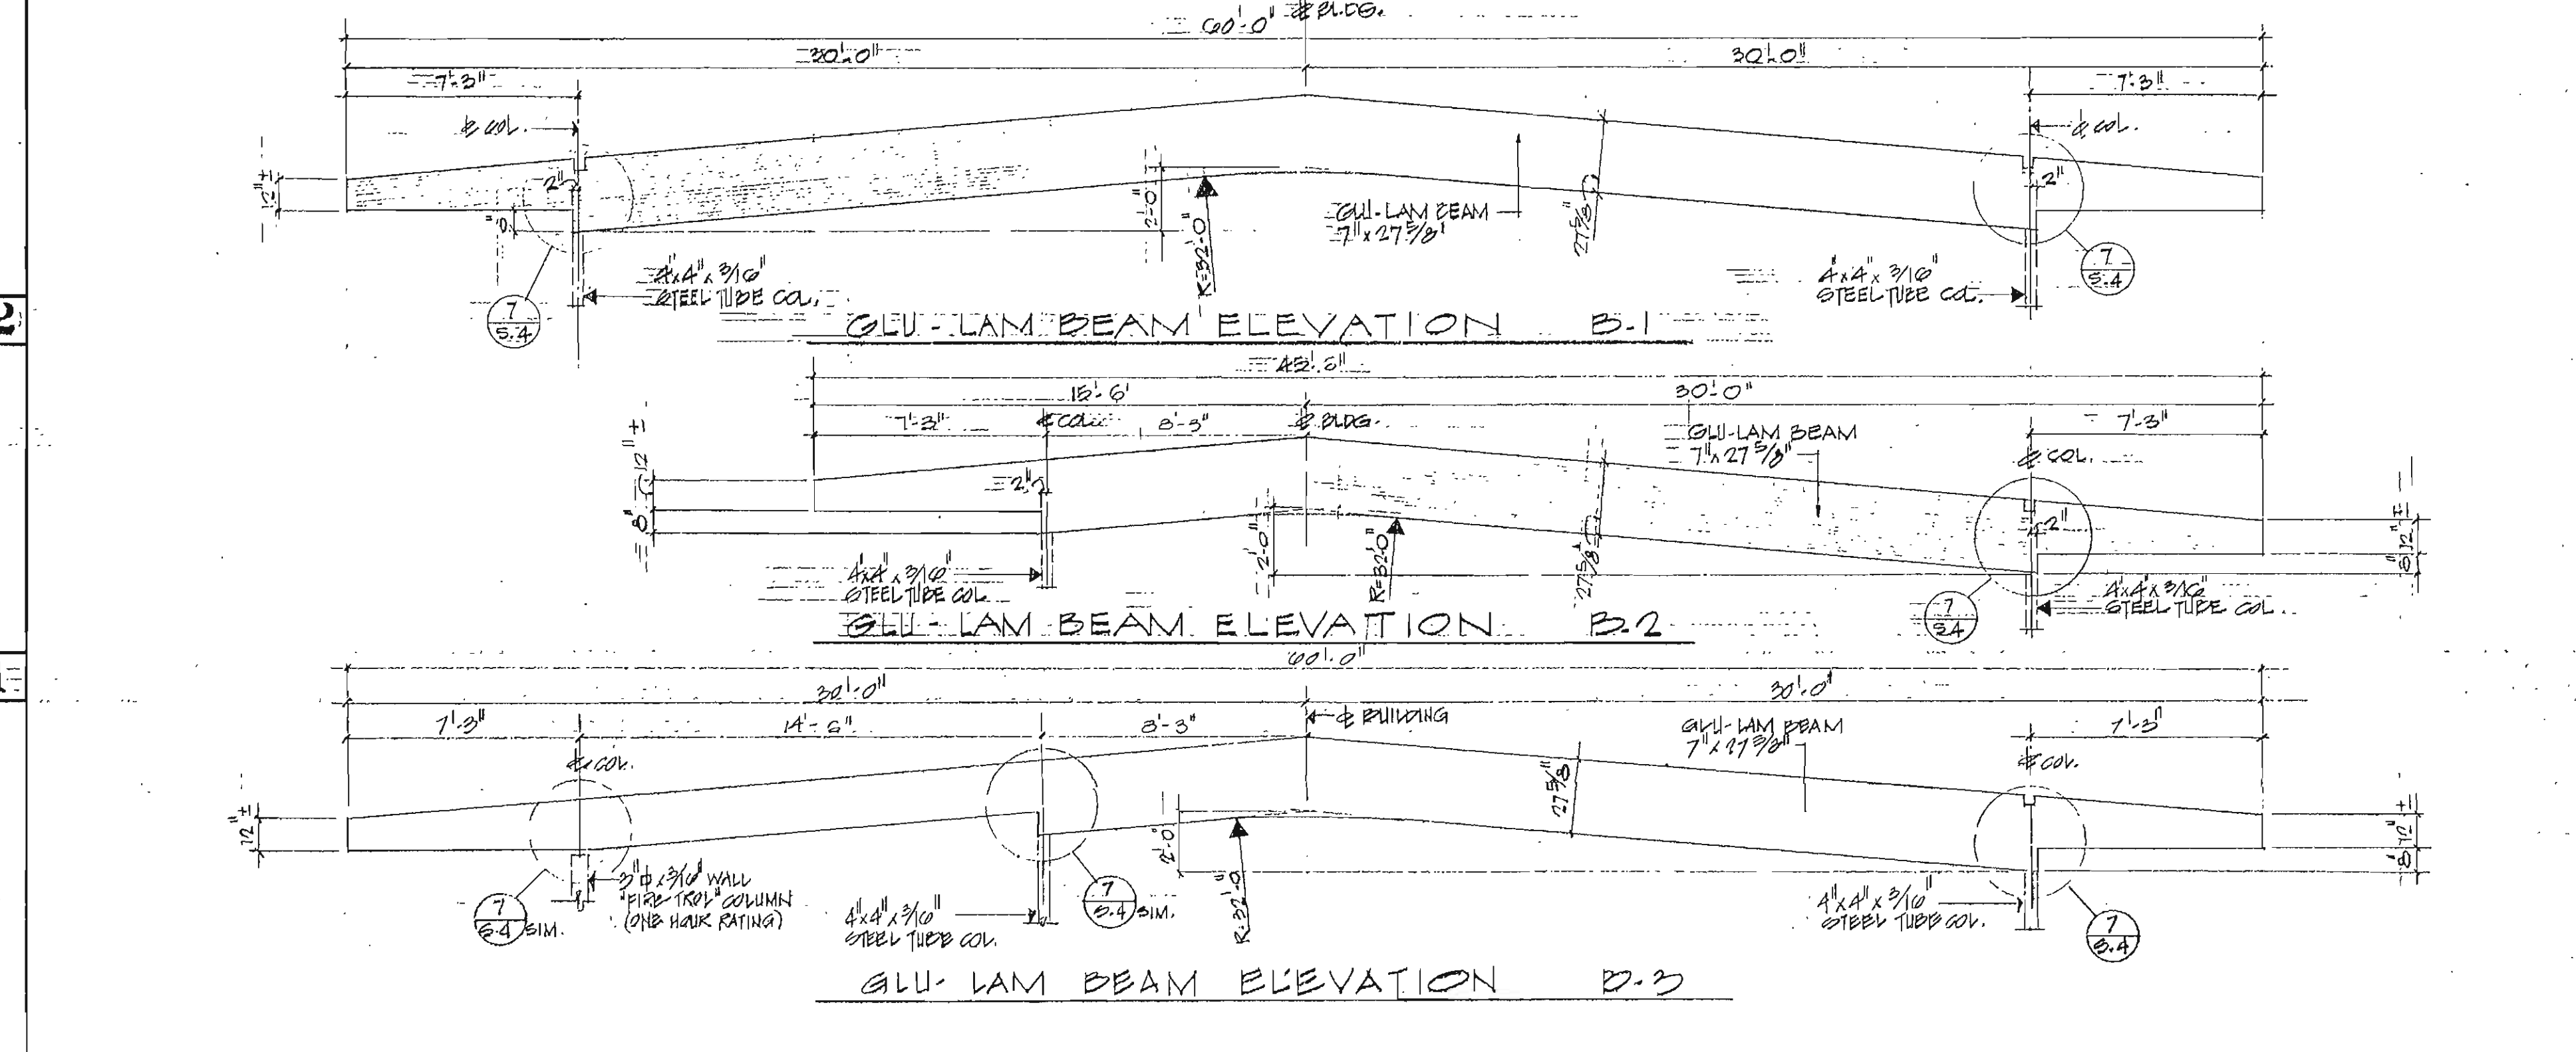 60'-0" ℄ BLDG.
30'-0" 30'-0"
7'-3" 7'-3"
℄ COL. ℄ COL.
12" ±
2" 2"
8"
2'-0"
R=32'-0"
GLU-LAM BEAM
7" x 27 5/8"
27 5/8"
4"x4"x 3/16"
STEEL TUBE COL.
4"x4"x 3/16"
STEEL TUBE COL.
7
5.4
7
5.4
GLU-LAM BEAM ELEVATION B.1
2
15'-6" 30'-0"
7'-3" ℄ COL. 8'-3" ℄ BLDG. 7'-3"
GLU-LAM BEAM
7" x 27 5/8"
℄ COL.
12" ±
8"
2" 2"
12" ±
8"
2'-0"
R=32'-0"
27 5/8"
4"x4"x 3/16"
STEEL TUBE COL.
4"x4"x 3/16"
STEEL TUBE COL.
7
5.4
GLU-LAM BEAM ELEVATION B.2
60'-0"
30'-0" 30'-0"
7'-3" 14'-6" 8'-3" ℄ BUILDING 7'-3"
GLU-LAM BEAM
7" x 27 5/8"
℄ COL. ℄ COL.
12" ±
27 5/8"
2'-0"
R=32'-0"
12" ±
8"
3" Φ x 3/16" WALL
"FIRE-TROL" COLUMN
(ONE HOUR RATING)
7
5.4 SIM.
4"x4"x 3/16"
STEEL TUBE COL.
7
5.4 SIM.
4"x4"x 3/16"
STEEL TUBE COL.
7
5.4
GLU-LAM BEAM ELEVATION B.3